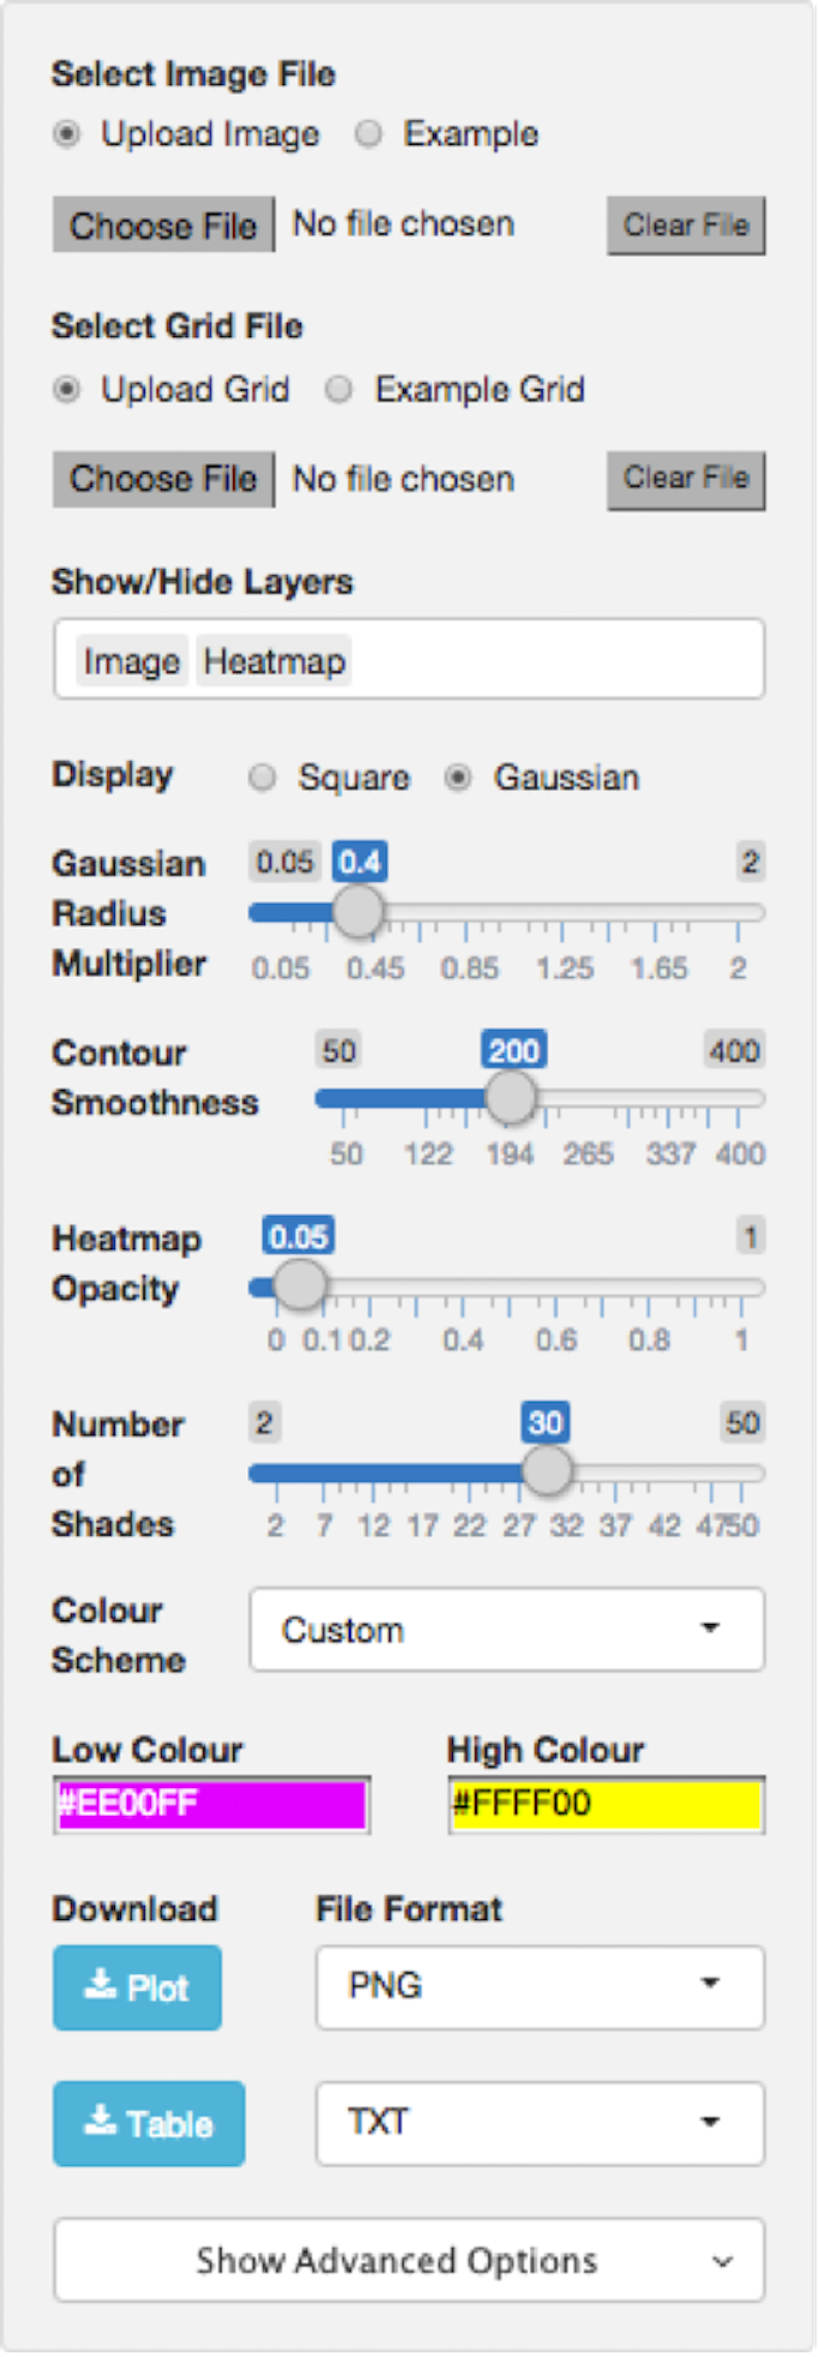 Select Image File
Upload Image Example
Choose File No file chosen Clear File
Select Grid File
Upload Grid Example Grid
Choose File No file chosen Clear File
Show/Hide Layers
Image Heatmap
Display Square Gaussian
Gaussian 0.05 0.4 2
Radius
Multiplier 0.05 0.45 0.85 1.25 1.65 2
Contour 50 200 400
Smoothness
50 122 194 265 337 400
Heatmap 0.05 1
Opacity
0 0.1 0.2 0.4 0.6 0.8 1
Number 2 30 50
of
Shades 2 7 12 17 22 27 32 37 42 4750
Colour
Scheme Custom
Low Colour High Colour
#EE00FF #FFFF00
Download File Format
Plot PNG
Table TXT
Show Advanced Options